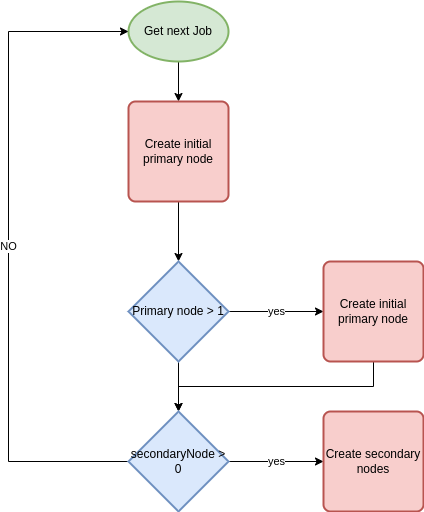 Get next Job
Create initial
primary node
NO
Primary node > 1
yes
Create initial
primary node
secondaryNode >
0
yes
Create secondary
nodes